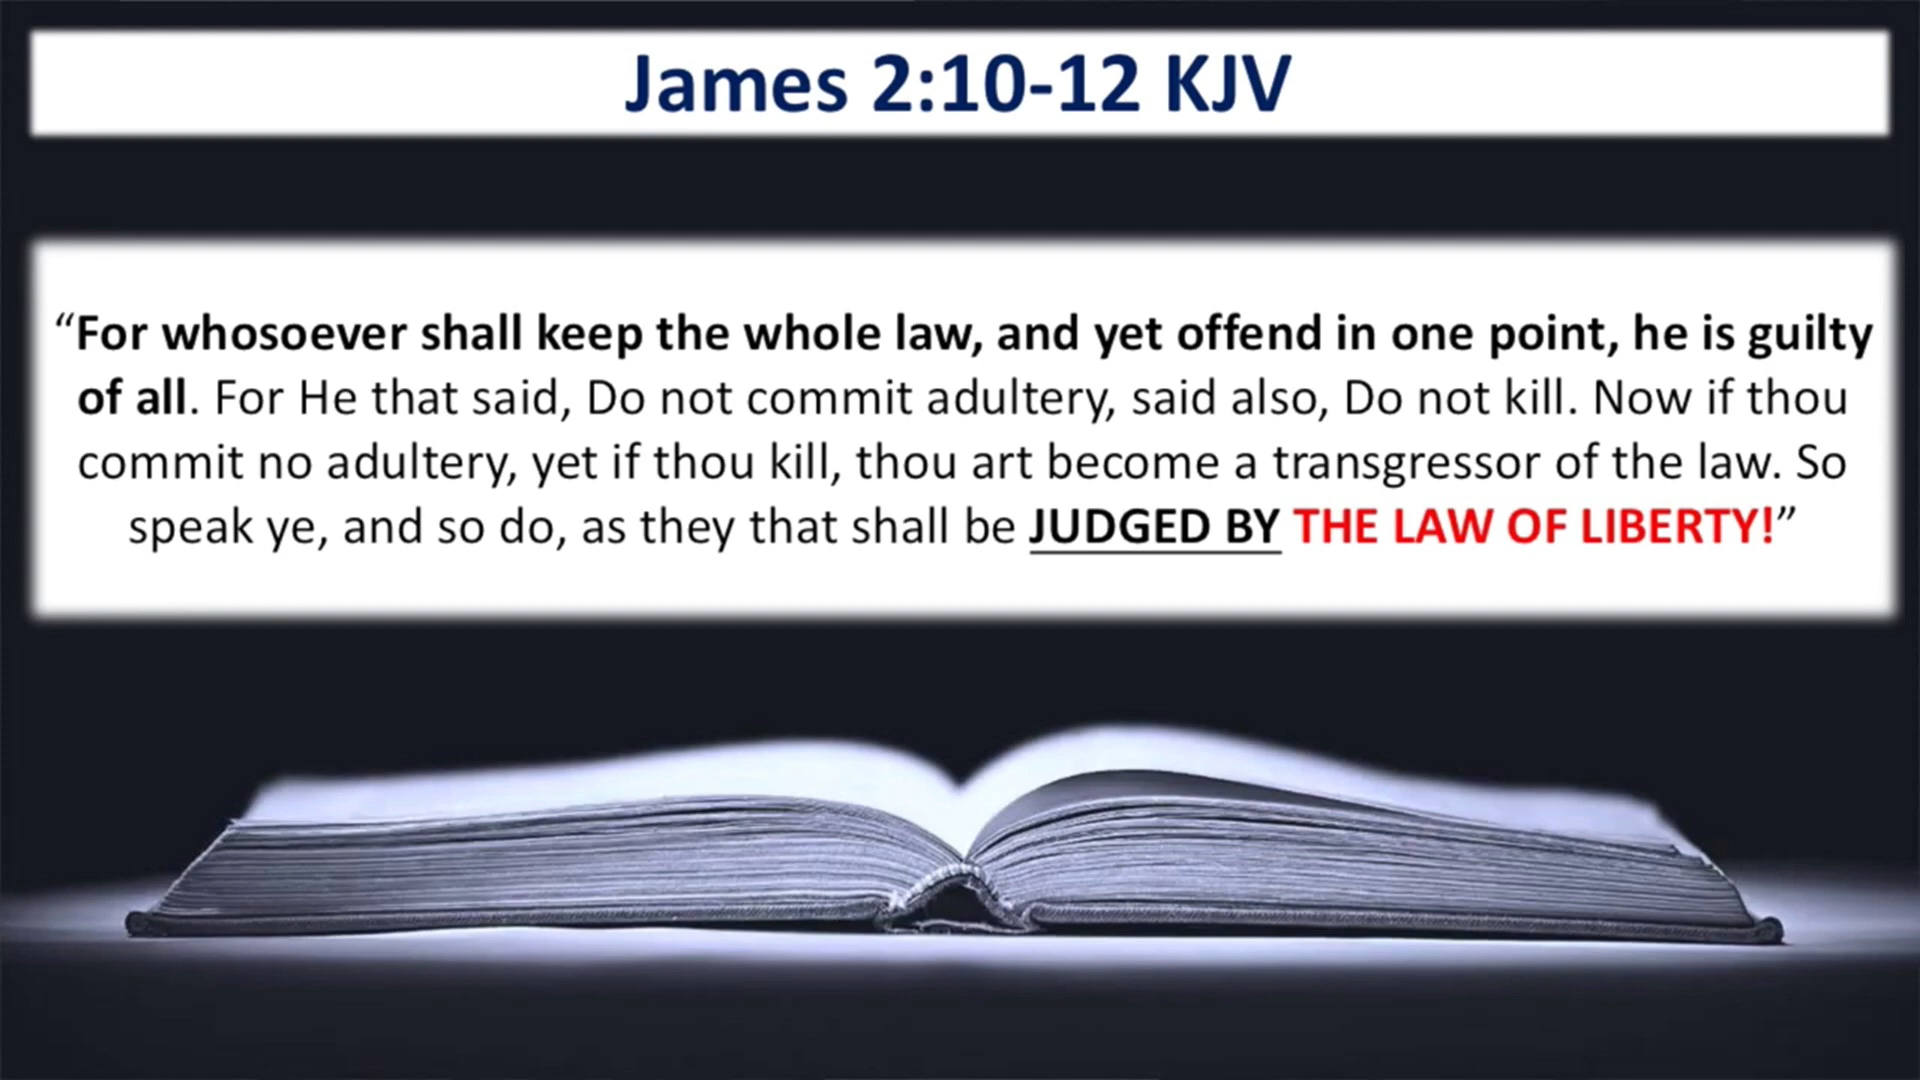 James 2:10-12 KJV
“For whosoever shall keep the whole law, and yet offend in one point, he is guilty
of all. For He that said, Do not commit adultery, said also, Do not kill. Now if thou
commit no adultery, yet if thou kill, thou art become a transgressor of the law. So
speak ye, and so do, as they that shall be JUDGED BY THE LAW OF LIBERTY!”